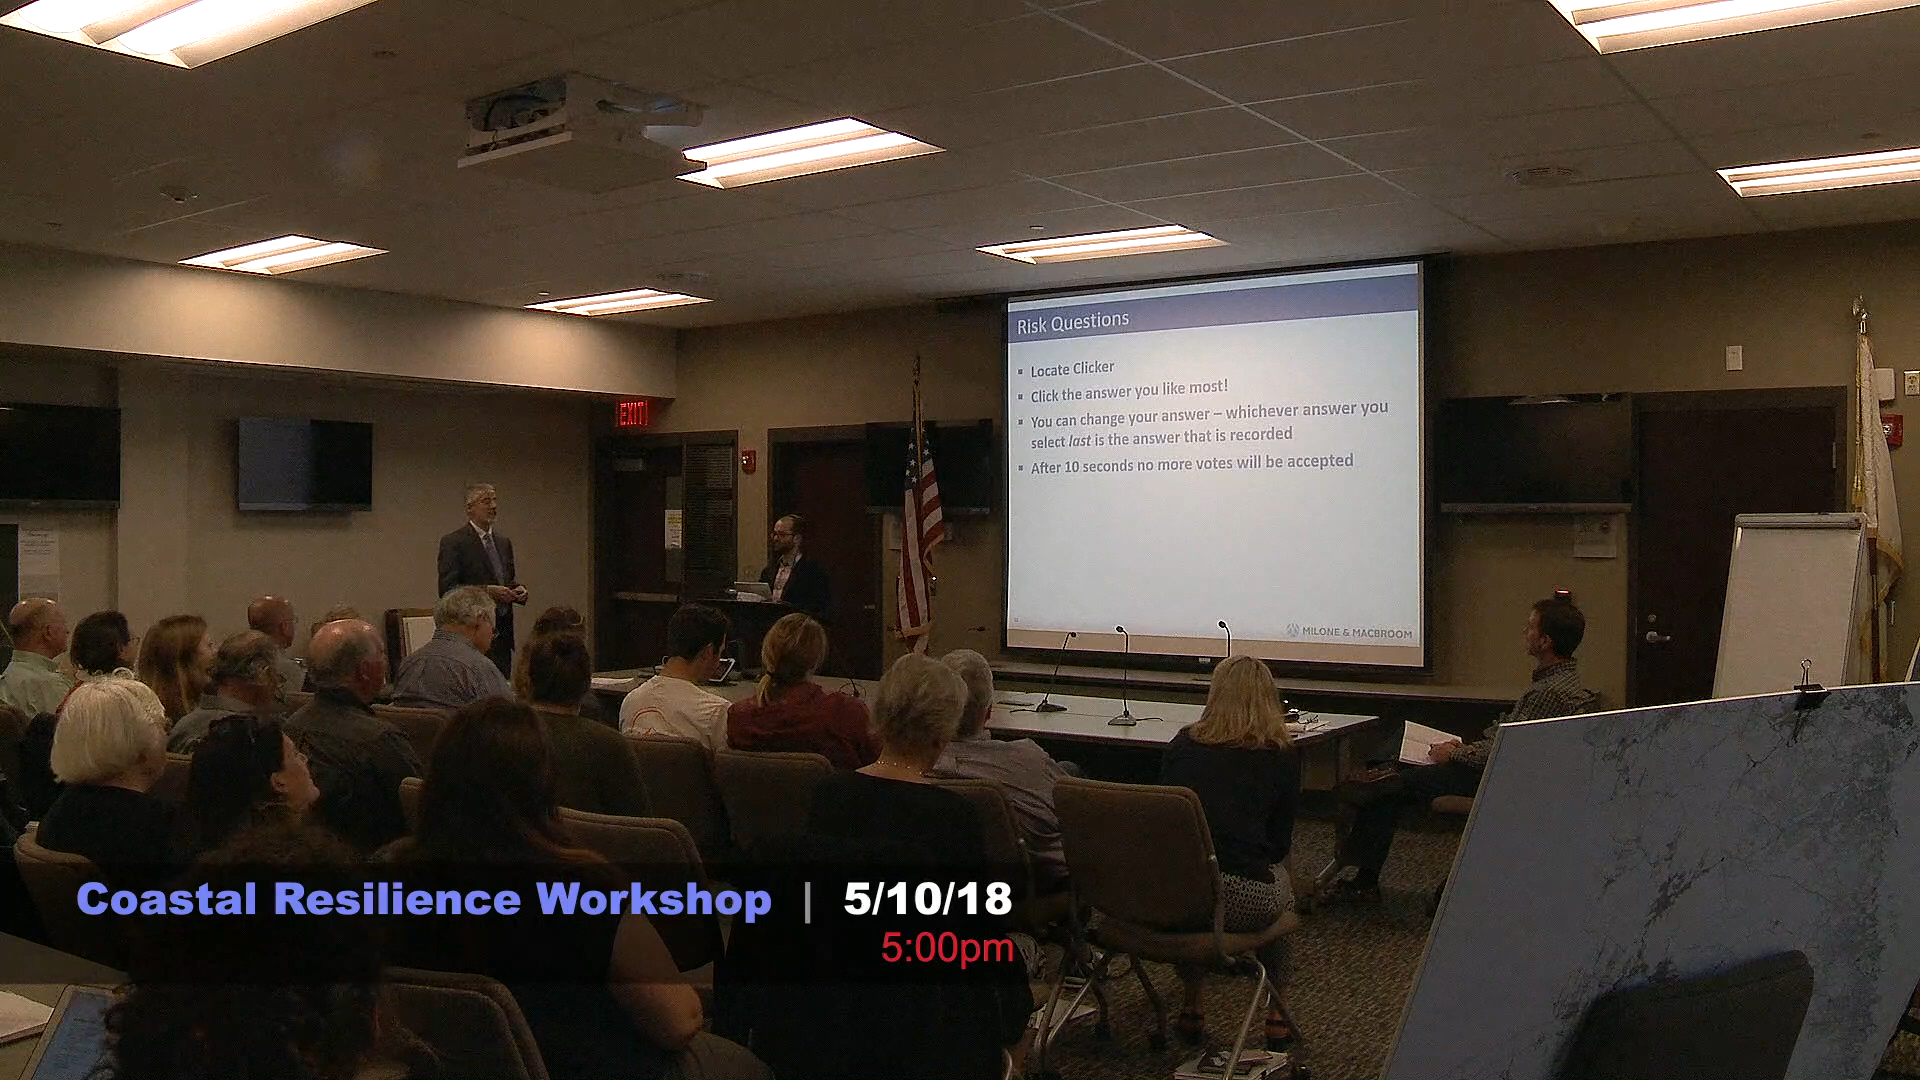 EXIT
Risk Questions
▪ Locate Clicker
▪ Click the answer you like most!
▪ You can change your answer – whichever answer you
select last is the answer that is recorded
▪ After 10 seconds no more votes will be accepted
MILONE & MACBROOM
Coastal Resilience Workshop | 5/10/18
5:00pm